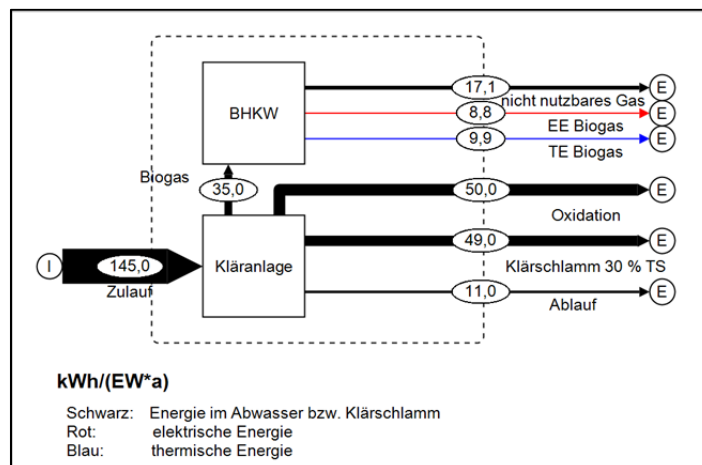 17,1 E
nicht nutzbares Gas
BHKW
8,8 E
EE Biogas
9,9 E
TE Biogas
Biogas
35,0
50,0 E
Oxidation
I 145,0
Zulauf
Kläranlage
49,0 E
Klärschlamm 30 % TS
11,0 E
Ablauf
kWh/(EW*a)
Schwarz: Energie im Abwasser bzw. Klärschlamm
Rot: elektrische Energie
Blau: thermische Energie